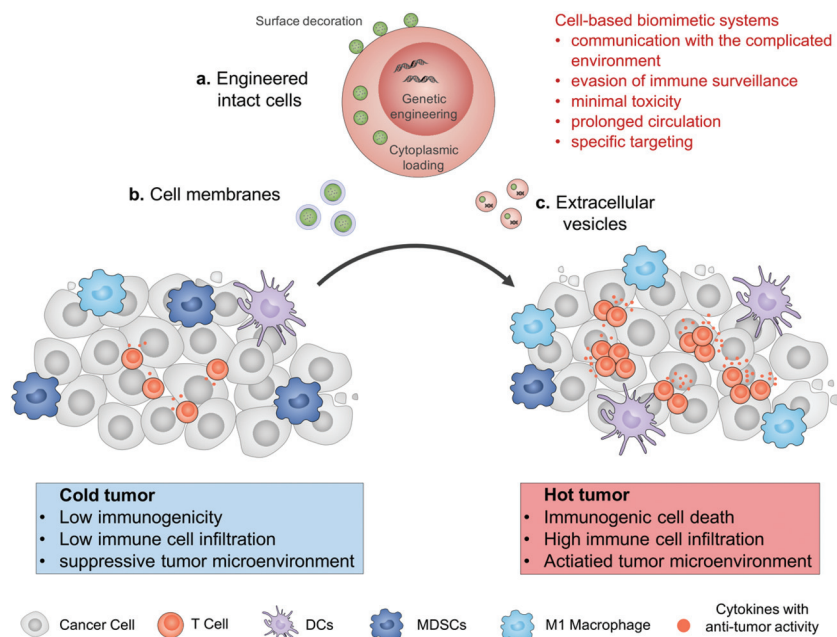 Surface decoration
a. Engineered
intact cells
Genetic
engineering
Cytoplasmic
loading
Cell-based biomimetic systems
• communication with the complicated
environment
• evasion of immune surveillance
• minimal toxicity
• prolonged circulation
• specific targeting
b. Cell membranes
c. Extracellular
vesicles
Cold tumor
• Low immunogenicity
• Low immune cell infiltration
• suppressive tumor microenvironment
Hot tumor
• Immunogenic cell death
• High immune cell infiltration
• Actiatied tumor microenvironment
Cancer Cell
T Cell
DCs
MDSCs
M1 Macrophage
Cytokines with
anti-tumor activity